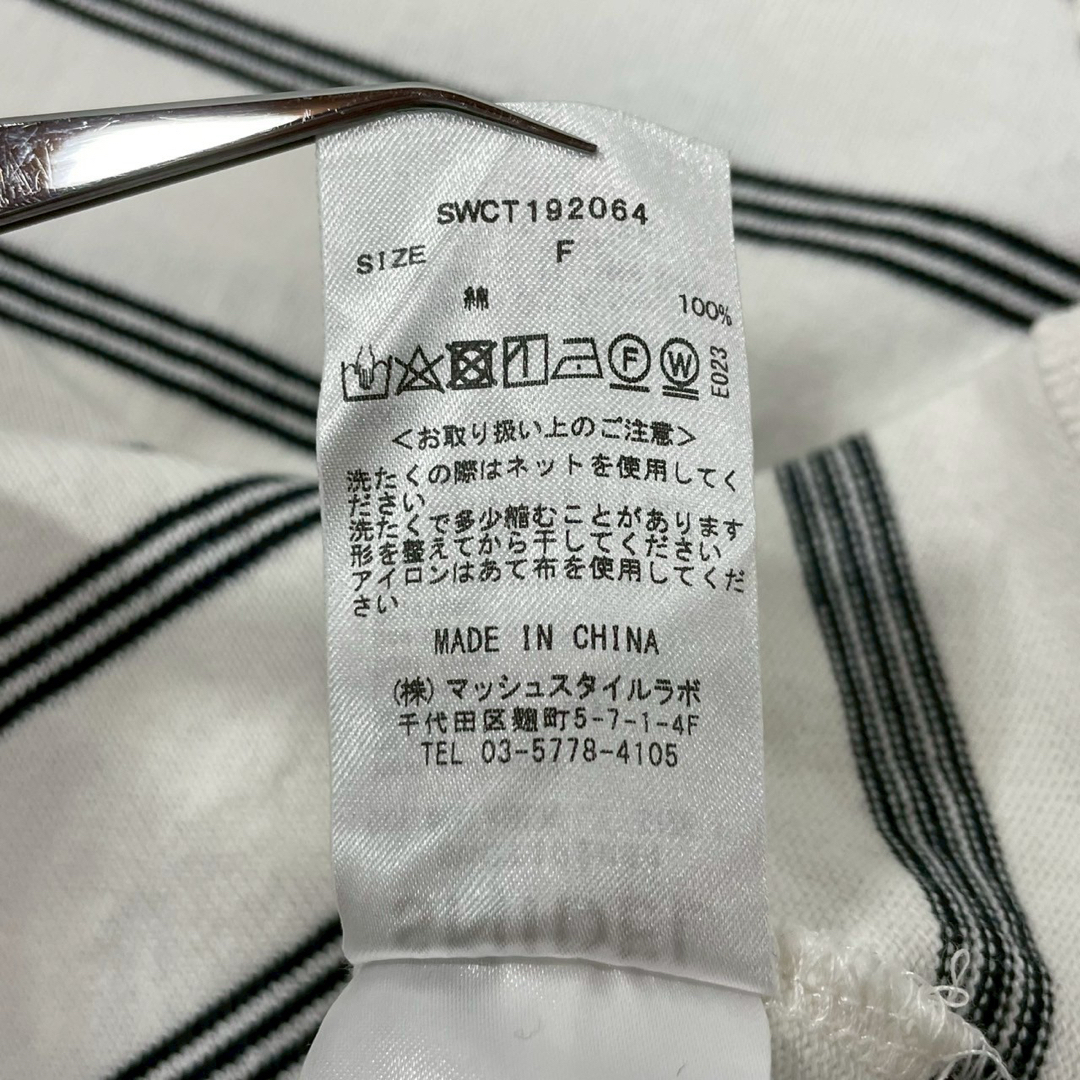 SWCT192064
SIZE F
綿 100%
F W E023
<お取り扱い上のご注意>
洗たくの際はネットを使用してく
ださい
洗たくで多少縮むことがあります
形を整えてから干してください
アイロンはあて布を使用してくだ
さい
MADE IN CHINA
(株)マッシュスタイルラボ
千代田区麹町5-7-1-4F
TEL 03-5778-4105